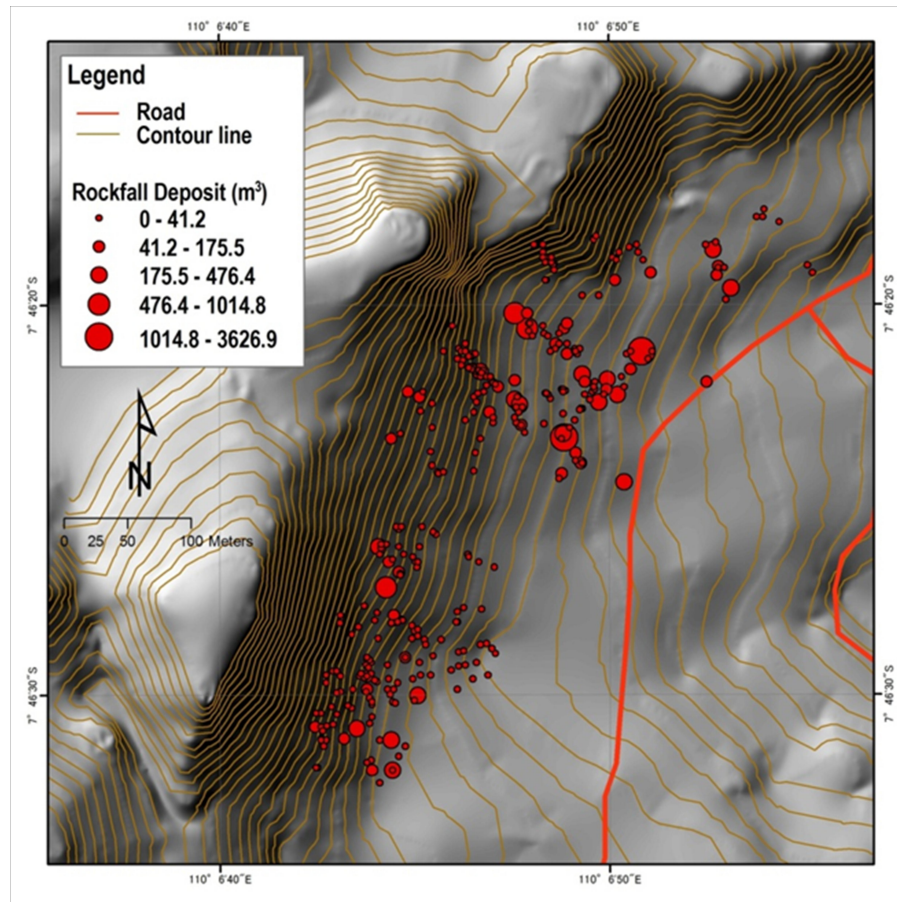 110° 6'40"E
110° 6'50"E
Legend
Road
Contour line
Rockfall Deposit (m³)
0 - 41.2
41.2 - 175.5
175.5 - 476.4
476.4 - 1014.8
1014.8 - 3626.9
7° 46'20"S
7° 46'20"S
N
0 25 50 100 Meters
7° 46'30"S
7° 46'30"S
110° 6'40"E
110° 6'50"E